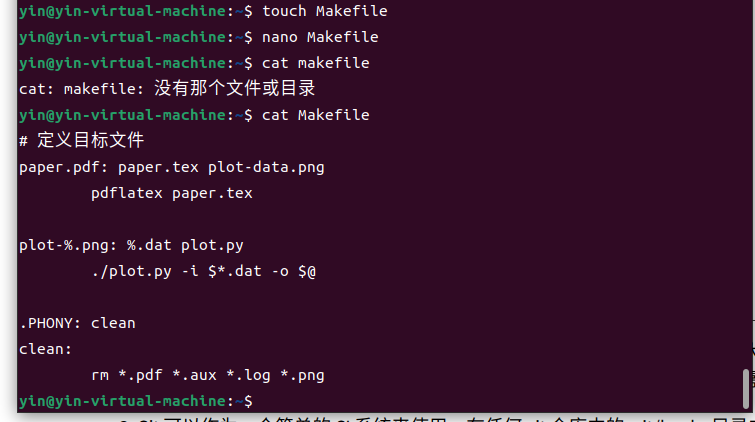 yin@yin-virtual-machine:~$ touch Makefile
yin@yin-virtual-machine:~$ nano Makefile
yin@yin-virtual-machine:~$ cat makefile
cat: makefile: 没有那个文件或目录
yin@yin-virtual-machine:~$ cat Makefile
# 定义目标文件
paper.pdf: paper.tex plot-data.png
        pdflatex paper.tex

plot-%.png: %.dat plot.py
        ./plot.py -i $*.dat -o $@

.PHONY: clean
clean:
        rm *.pdf *.aux *.log *.png
yin@yin-virtual-machine:~$